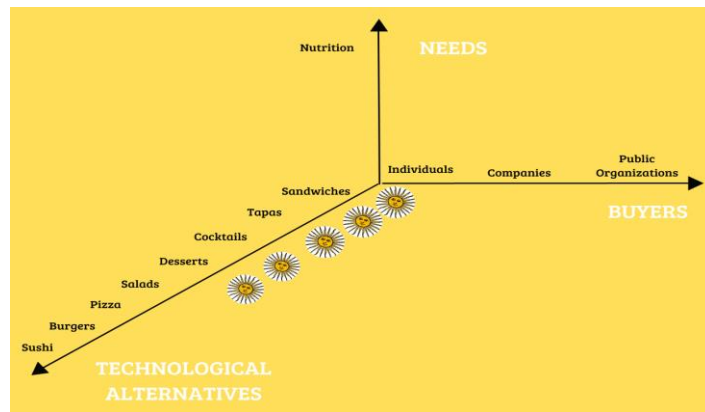 Nutrition
NEEDS
Individuals
Companies
Public
Organizations
BUYERS
Sandwiches
Tapas
Cocktails
Desserts
Salads
Pizza
Burgers
Sushi
TECHNOLOGICAL
ALTERNATIVES